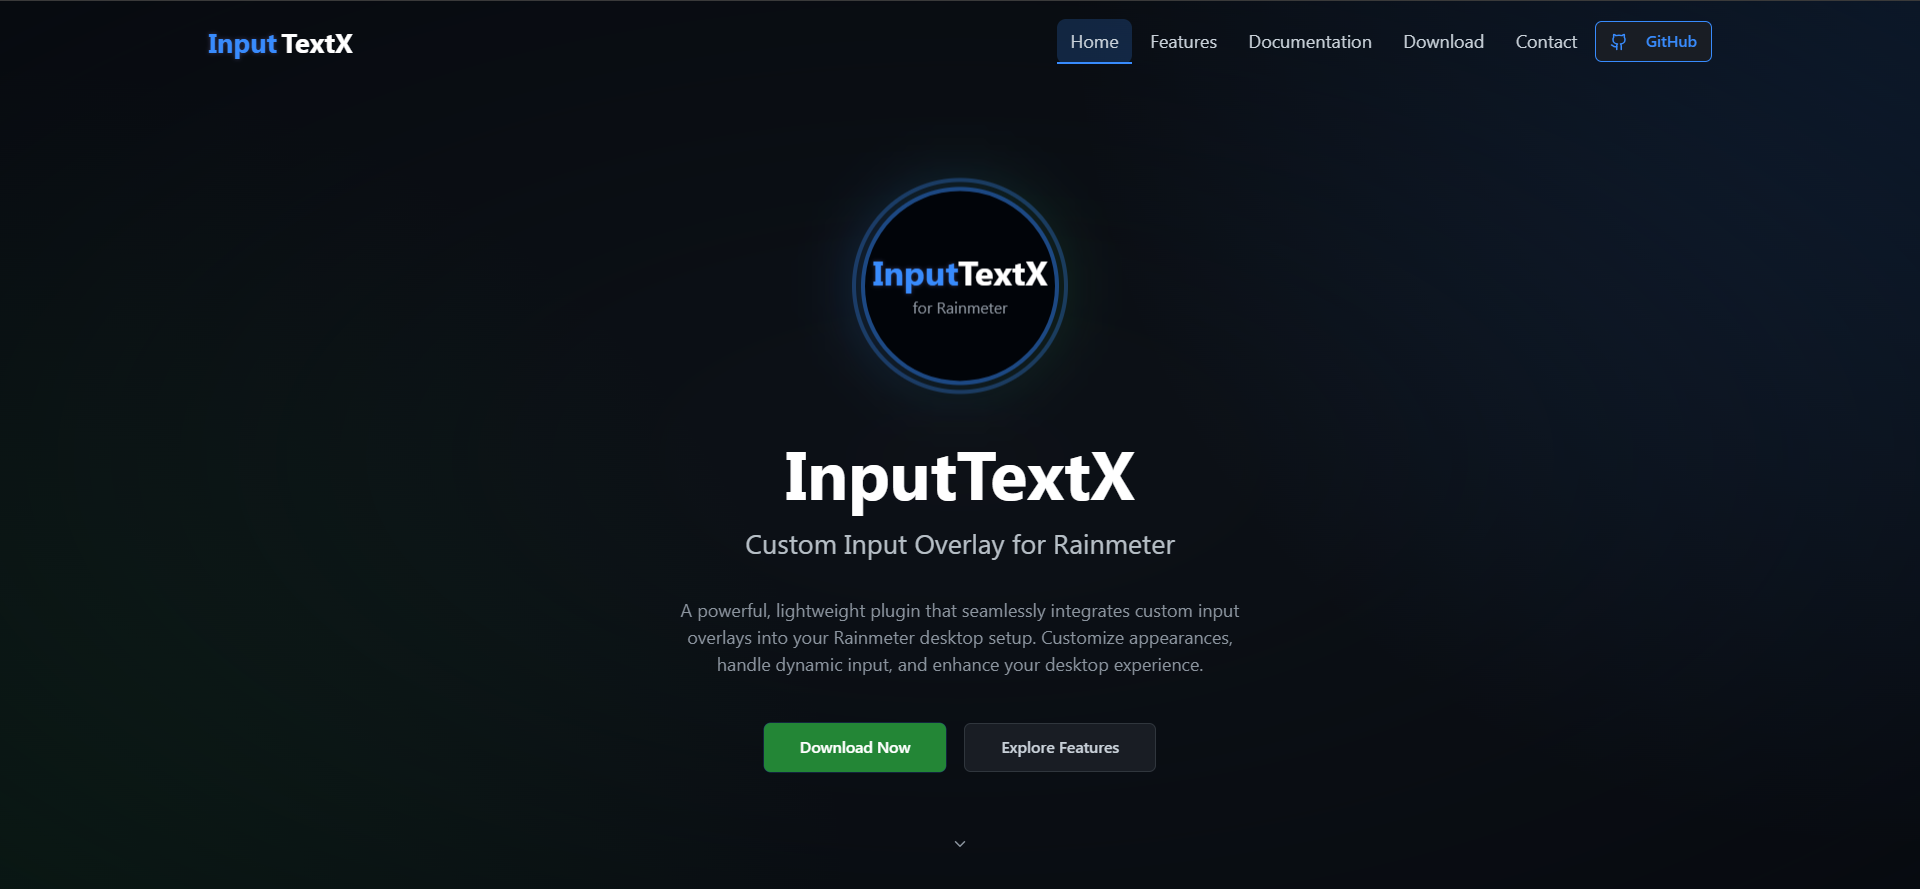 Input TextX
Home Features Documentation Download Contact GitHub
InputTextX
for Rainmeter
InputTextX
Custom Input Overlay for Rainmeter
A powerful, lightweight plugin that seamlessly integrates custom input
overlays into your Rainmeter desktop setup. Customize appearances,
handle dynamic input, and enhance your desktop experience.
Download Now Explore Features